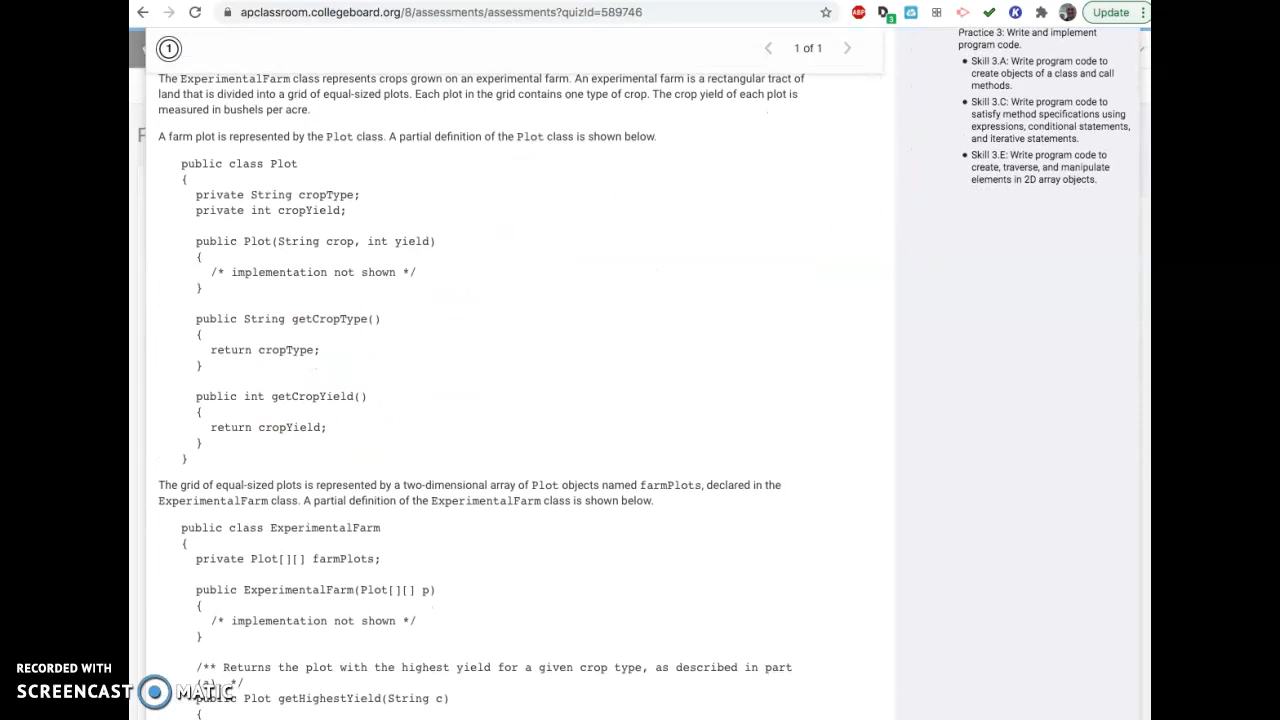 apclassroom.collegeboard.org/8/assessments/assessments?quizId=589746
ABP
D
3
K
Update
1
1 of 1
The ExperimentalFarm class represents crops grown on an experimental farm. An experimental farm is a rectangular tract of
land that is divided into a grid of equal-sized plots. Each plot in the grid contains one type of crop. The crop yield of each plot is
measured in bushels per acre.
A farm plot is represented by the Plot class. A partial definition of the Plot class is shown below.
public class Plot
{
private String cropType;
private int cropYield;
public Plot(String crop, int yield)
{
/* implementation not shown */
}
public String getCropType()
{
return cropType;
}
public int getCropYield()
{
return cropYield;
}
}
The grid of equal-sized plots is represented by a two-dimensional array of Plot objects named farmPlots, declared in the
ExperimentalFarm class. A partial definition of the ExperimentalFarm class is shown below.
public class ExperimentalFarm
{
private Plot[][] farmPlots;
public ExperimentalFarm(Plot[][] p)
{
/* implementation not shown */
}
/** Returns the plot with the highest yield for a given crop type, as described in part
*/
Plot getHighestYield(String c)
{
Practice 3: Write and implement
program code.
• Skill 3.A: Write program code to
create objects of a class and call
methods.
• Skill 3.C: Write program code to
satisfy method specifications using
expressions, conditional statements,
and iterative statements.
• Skill 3.E: Write program code to
create, traverse, and manipulate
elements in 2D array objects.
RECORDED WITH
SCREENCAST MATIC